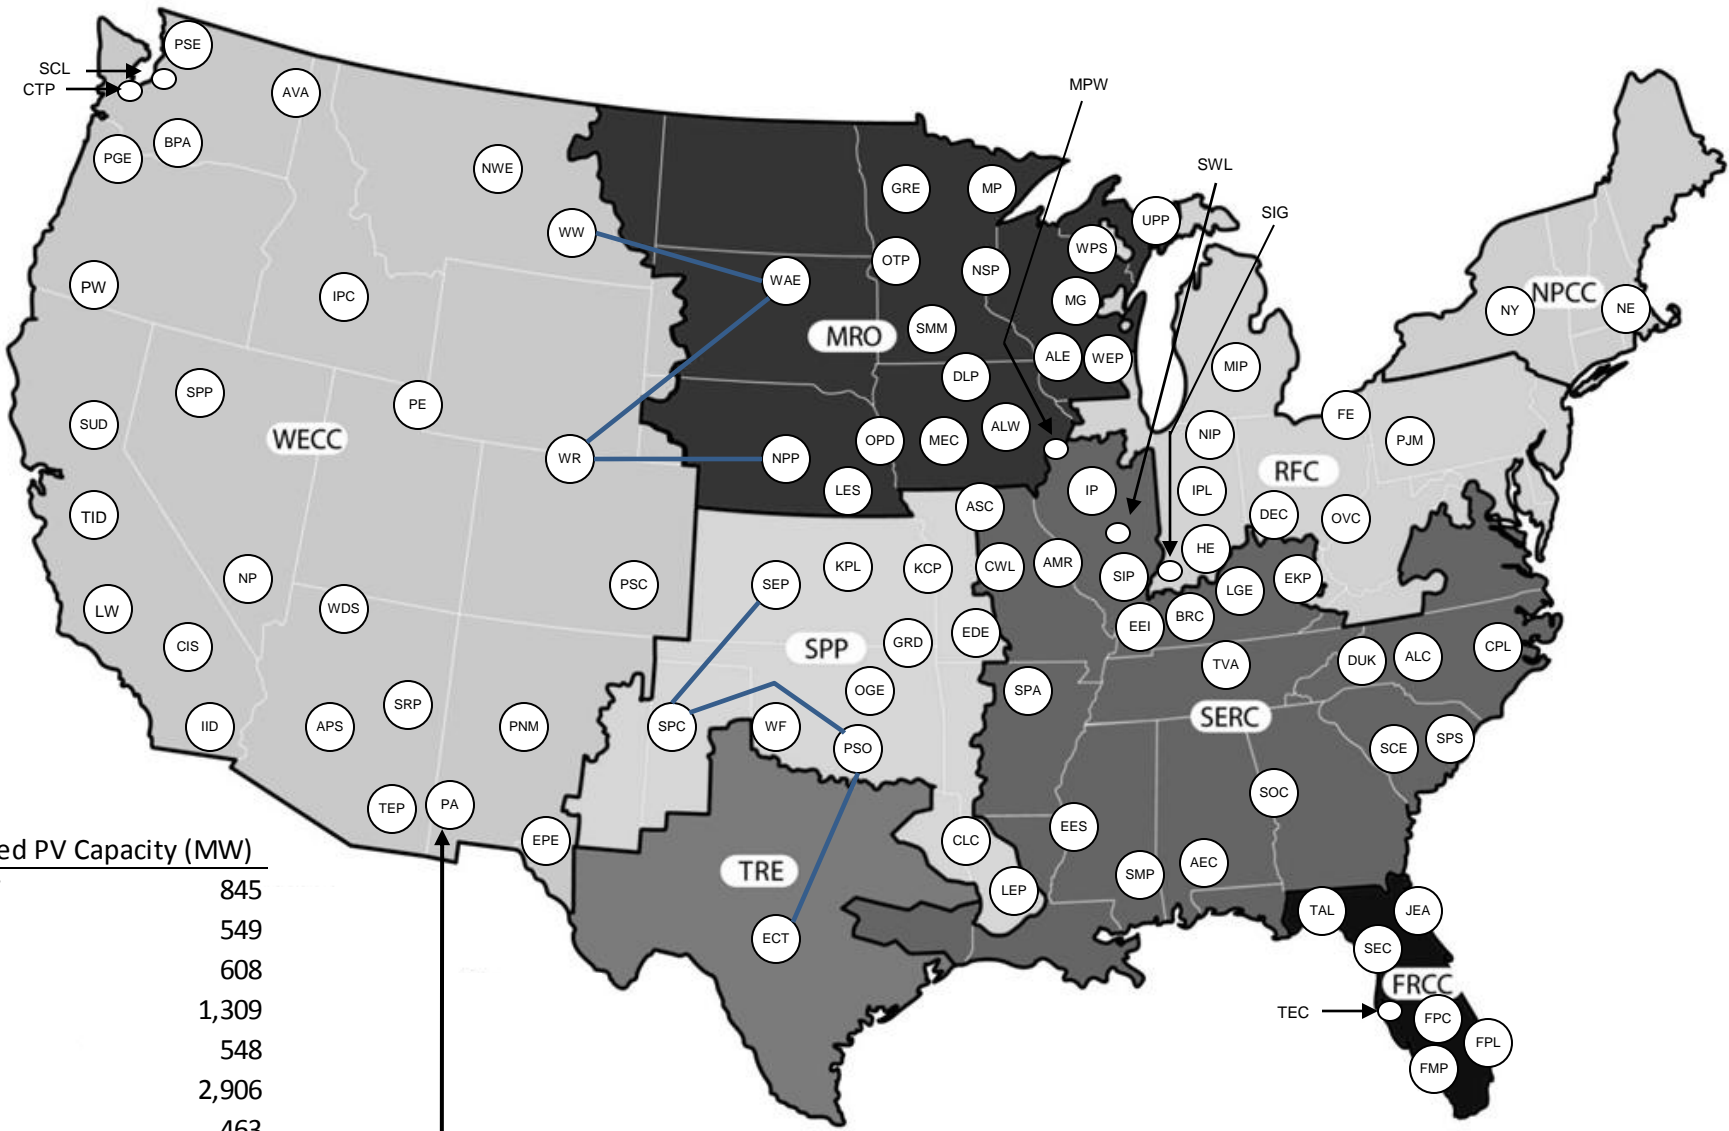 PSE
SCL
CTP
AVA
MPW
BPA
PGE
NWE
SWL
GRE
MP
SIG
UPP
WW
WPS
OTP
NSP
WAE
PW
IPC
NPCC
MG
NY
NE
SMM
MRO
ALE
WEP
MIP
DLP
SPP
PE
FE
SUD
WECC
ALW
NIP
OPD
MEC
PJM
WR
NPP
RFC
LES
IP
IPL
ASC
TID
DEC
OVC
HE
KPL
KCP
CWL
AMR
SIP
NP
PSC
SEP
EKP
LGE
LW
WDS
BRC
EEI
CIS
SPP
GRD
EDE
DUK
ALC
CPL
TVA
OGE
SPA
SRP
SERC
IID
APS
PNM
SPC
WF
PSO
SCE
SPS
SOC
TEP
PA
EPE
CLC
EES
ed PV Capacity (MW)
AEC
TRE
SMP
845
LEP
TAL
JEA
549
ECT
SEC
608
FRCC
1,309
TEC
FPC
548
FPL
FMP
2,906
463